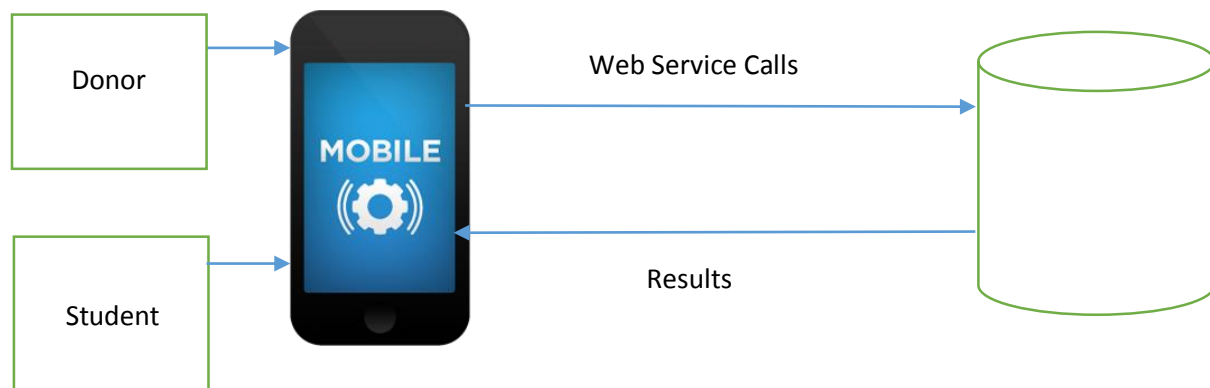 Donor
Web Service Calls
MOBILE
Results
Student